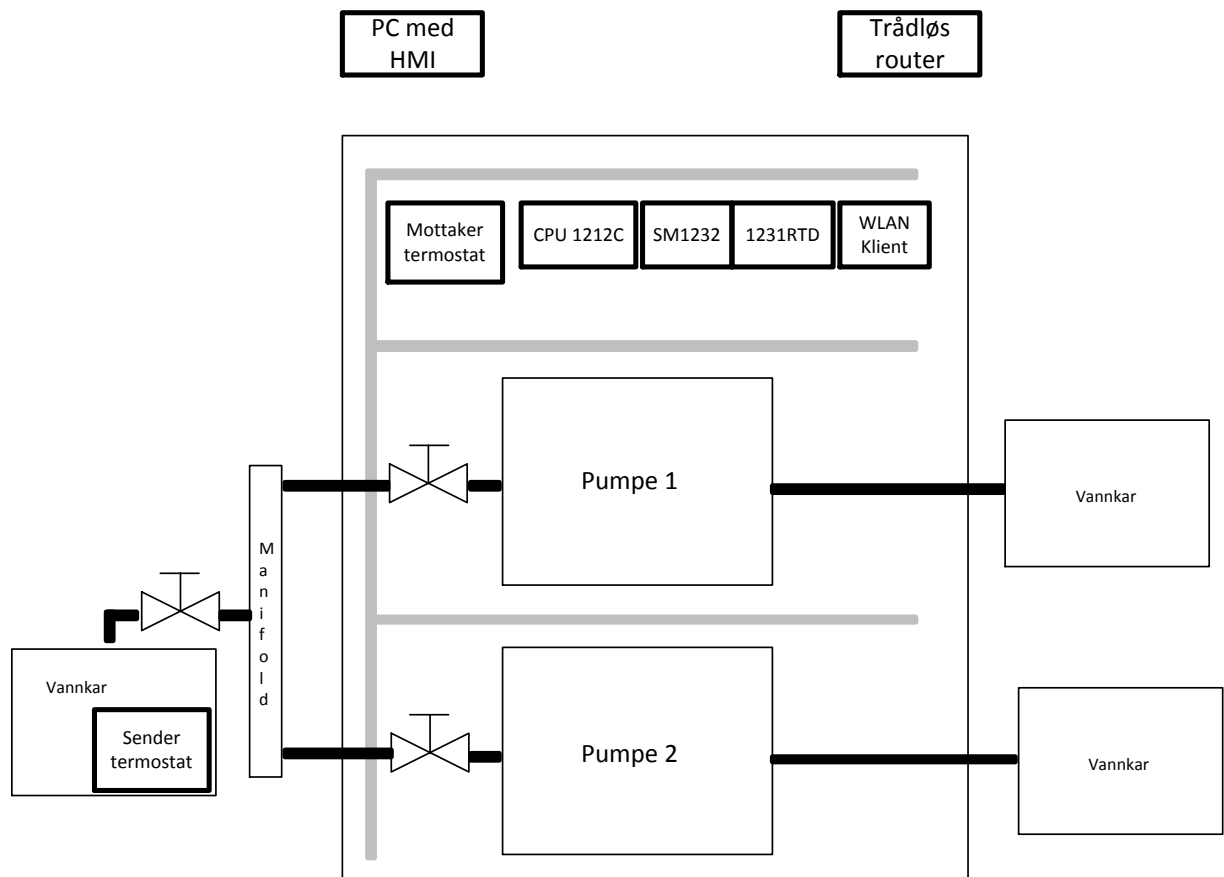 PC med
HMI
Trådløs
router
Mottaker
termostat
CPU 1212C
SM1232
1231RTD
WLAN
Klient
Pumpe 1
Vannkar
Manifold
Vannkar
Sender
termostat
Pumpe 2
Vannkar